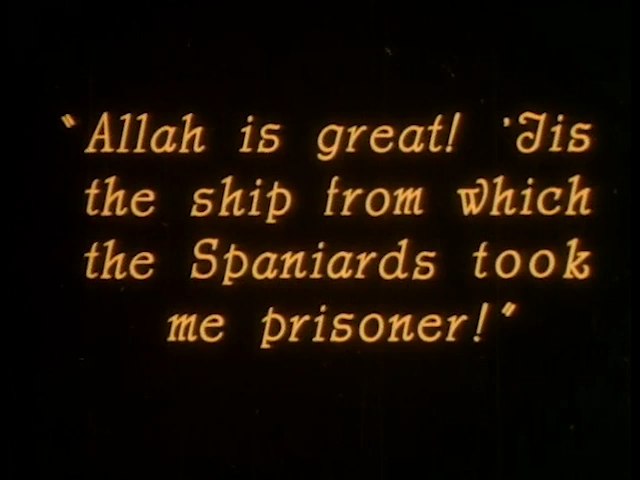 "Allah is great! 'Tis
the ship from which
the Spaniards took
me prisoner!"